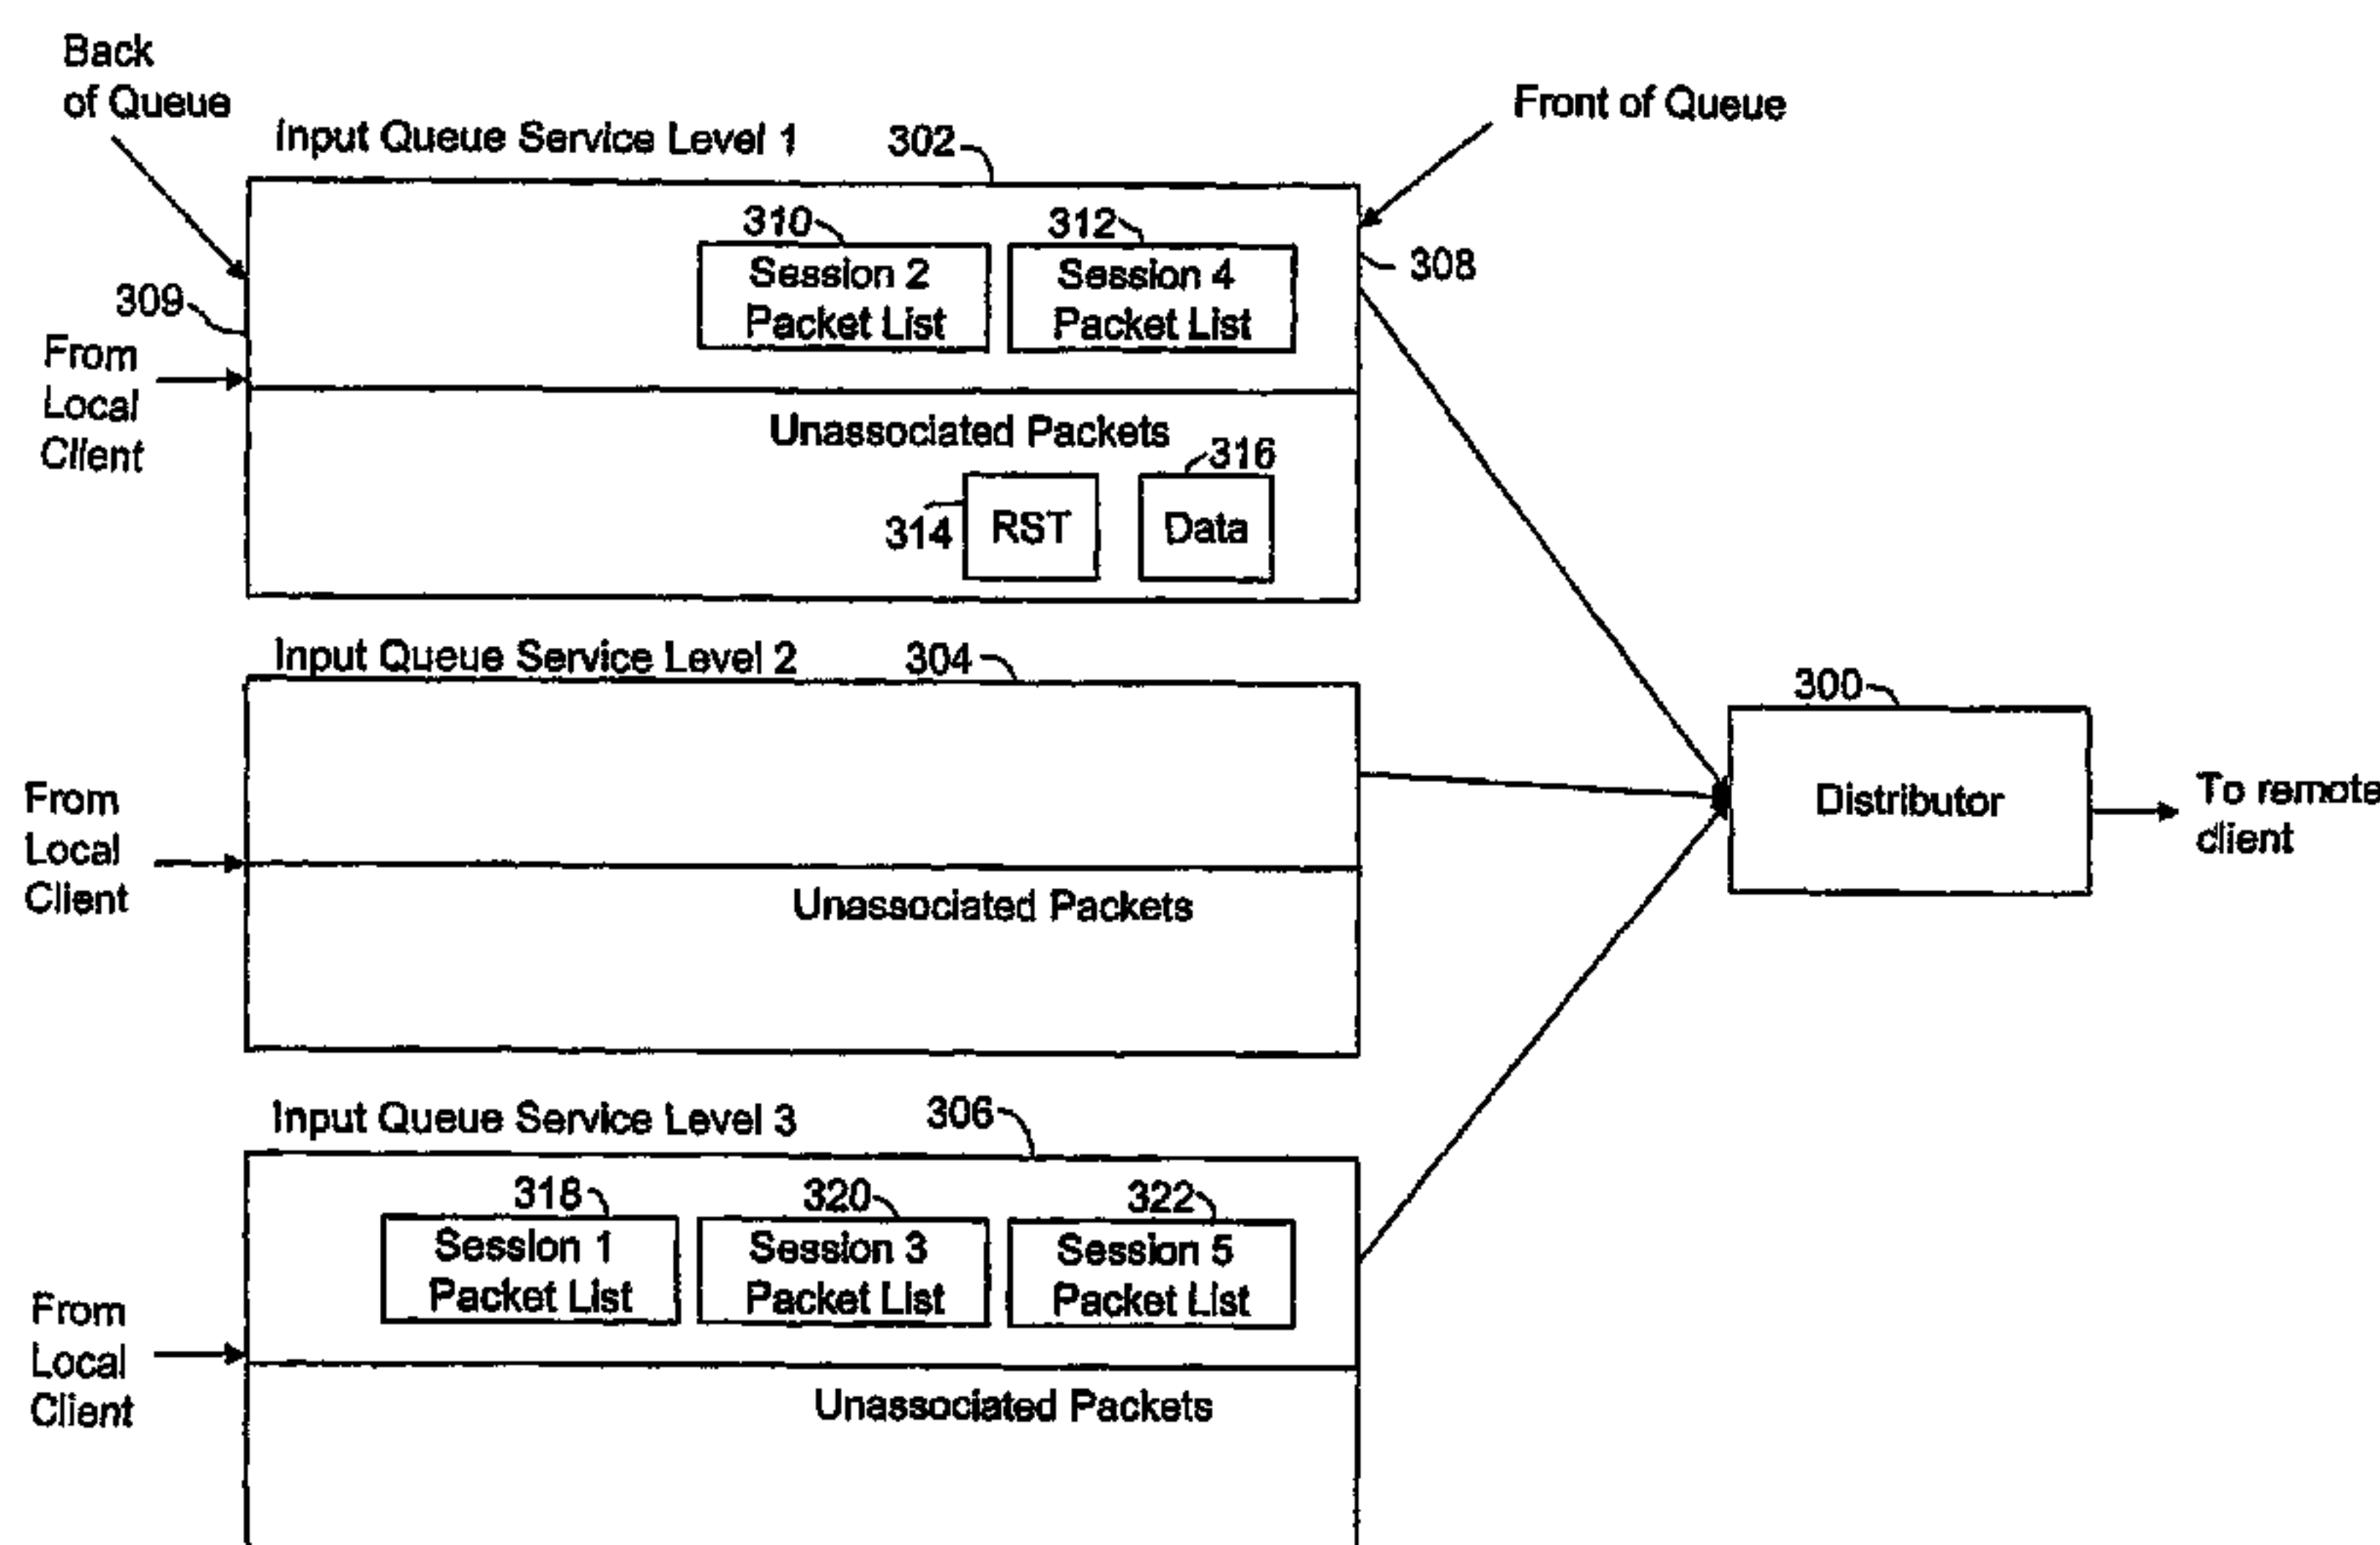 Back
of Queue
Front of Queue
Input Queue Service Level 1
302
310
312
Session 2
Packet List
Session 4
Packet List
308
309
From
Local
Client
Unassociated Packets
316
314
RST
Data
Input Queue Service Level 2
304
300
From
Local
Client
Distributor
To remote
client
Unassociated Packets
Input Queue Service Level 3
306
318
320
322
Session 1
Packet List
Session 3
Packet List
Session 5
Packet List
From
Local
Client
Unassociated Packets